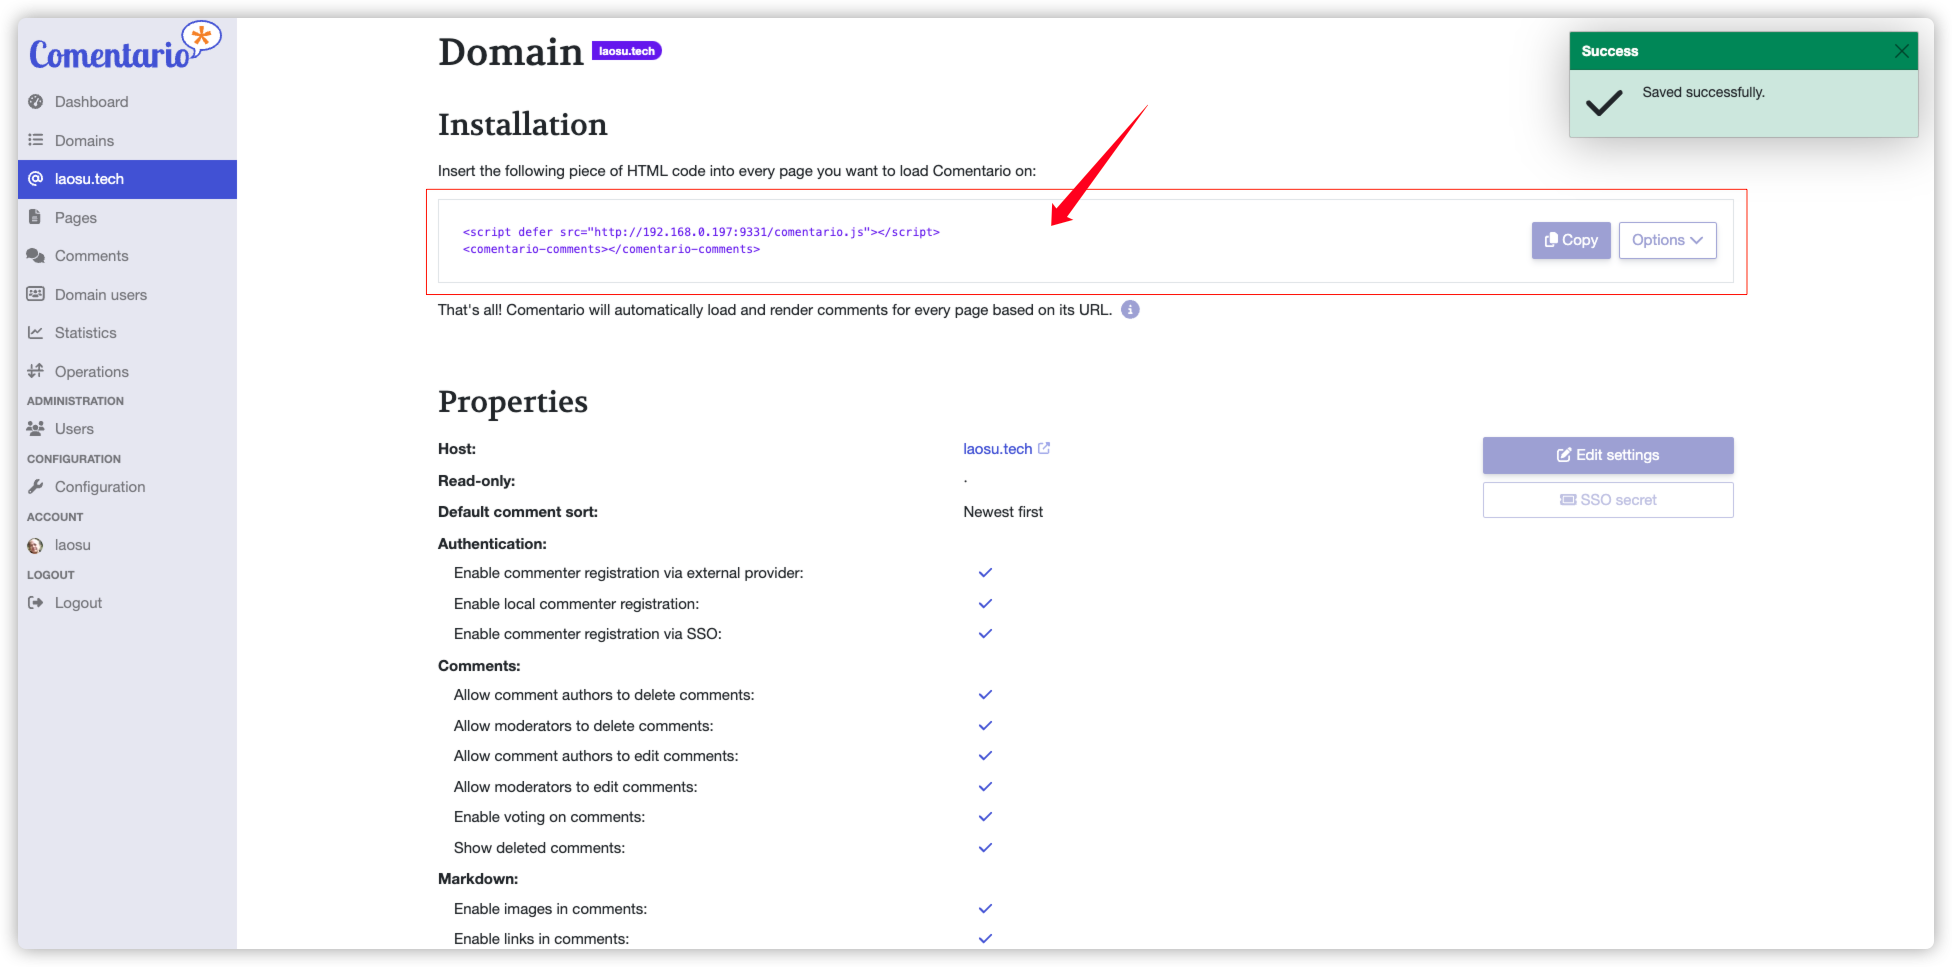 Comentario
Dashboard
Domains
laosu.tech
Pages
Comments
Domain users
Statistics
Operations
ADMINISTRATION
Users
CONFIGURATION
Configuration
ACCOUNT
laosu
LOGOUT
Logout
Domain laosu.tech
Installation
Insert the following piece of HTML code into every page you want to load Comentario on:
<script defer src="http://192.168.0.197:9331/comentario.js"></script>
<comentario-comments></comentario-comments>
Copy
Options
That's all! Comentario will automatically load and render comments for every page based on its URL.
Properties
Host: laosu.tech
Read-only: ·
Default comment sort: Newest first
Authentication:
Enable commenter registration via external provider:
Enable local commenter registration:
Enable commenter registration via SSO:
Comments:
Allow comment authors to delete comments:
Allow moderators to delete comments:
Allow comment authors to edit comments:
Allow moderators to edit comments:
Enable voting on comments:
Show deleted comments:
Markdown:
Enable images in comments:
Enable links in comments:
Edit settings
SSO secret
Success
Saved successfully.